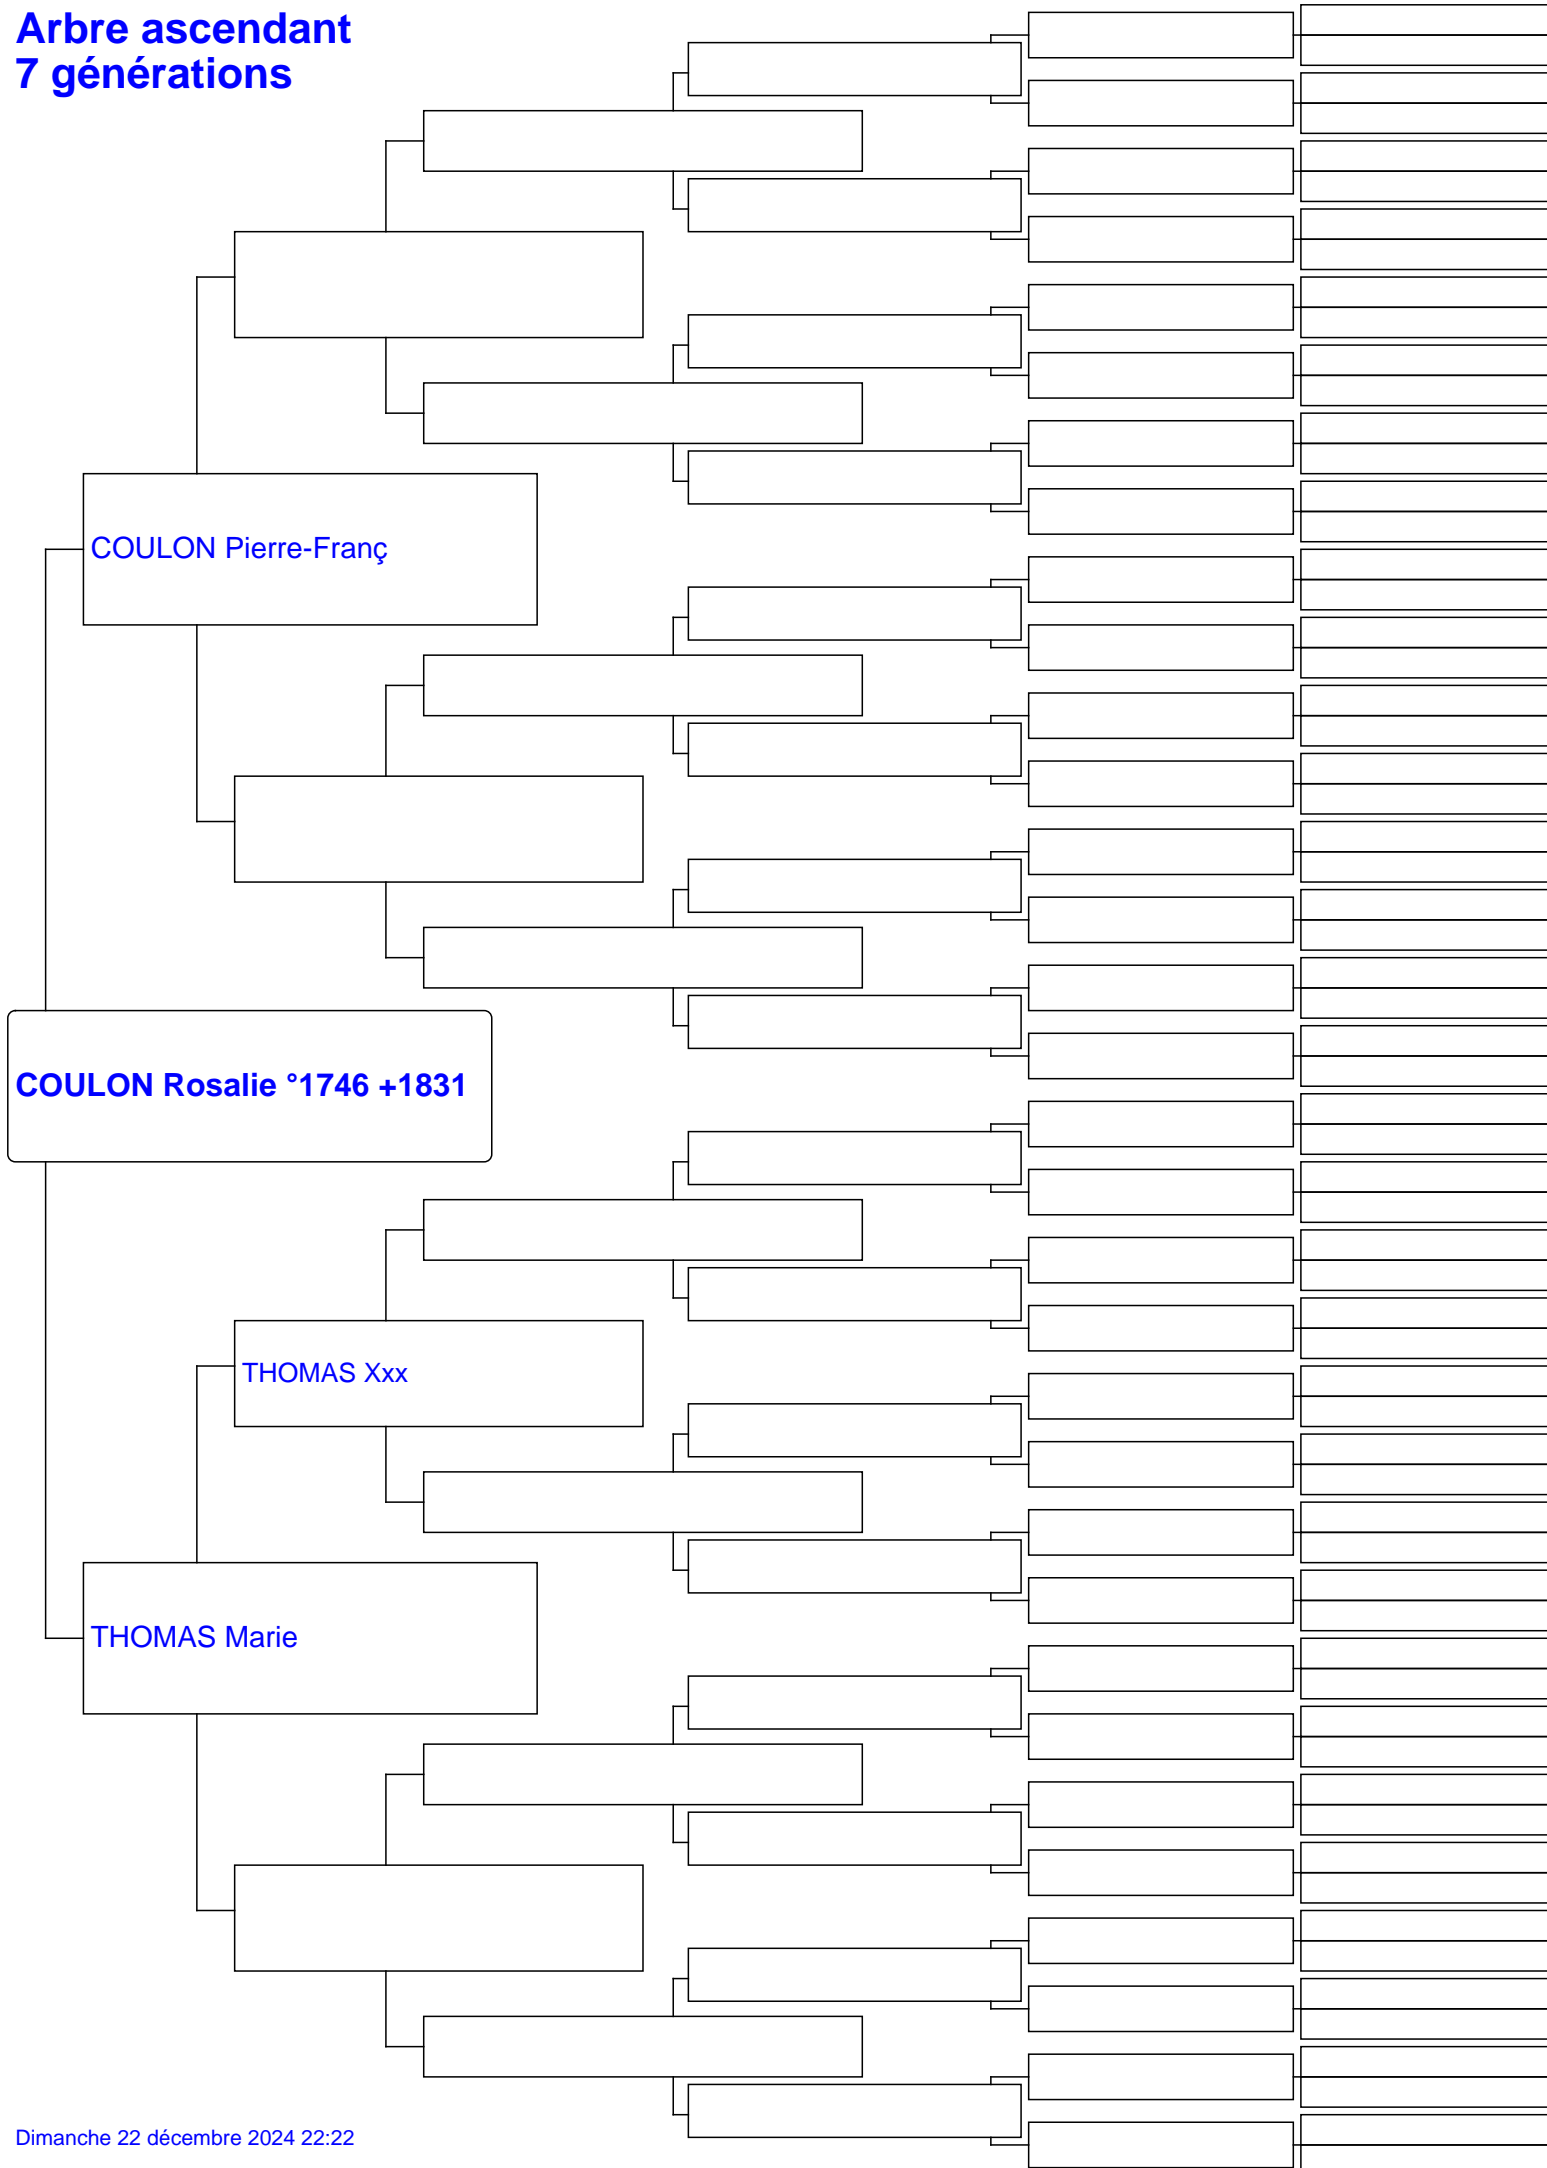 Arbre ascendant
7 générations
COULON Pierre-Franç
COULON Rosalie °1746 +1831
THOMAS Xxx
THOMAS Marie
Dimanche 22 décembre 2024 22:22